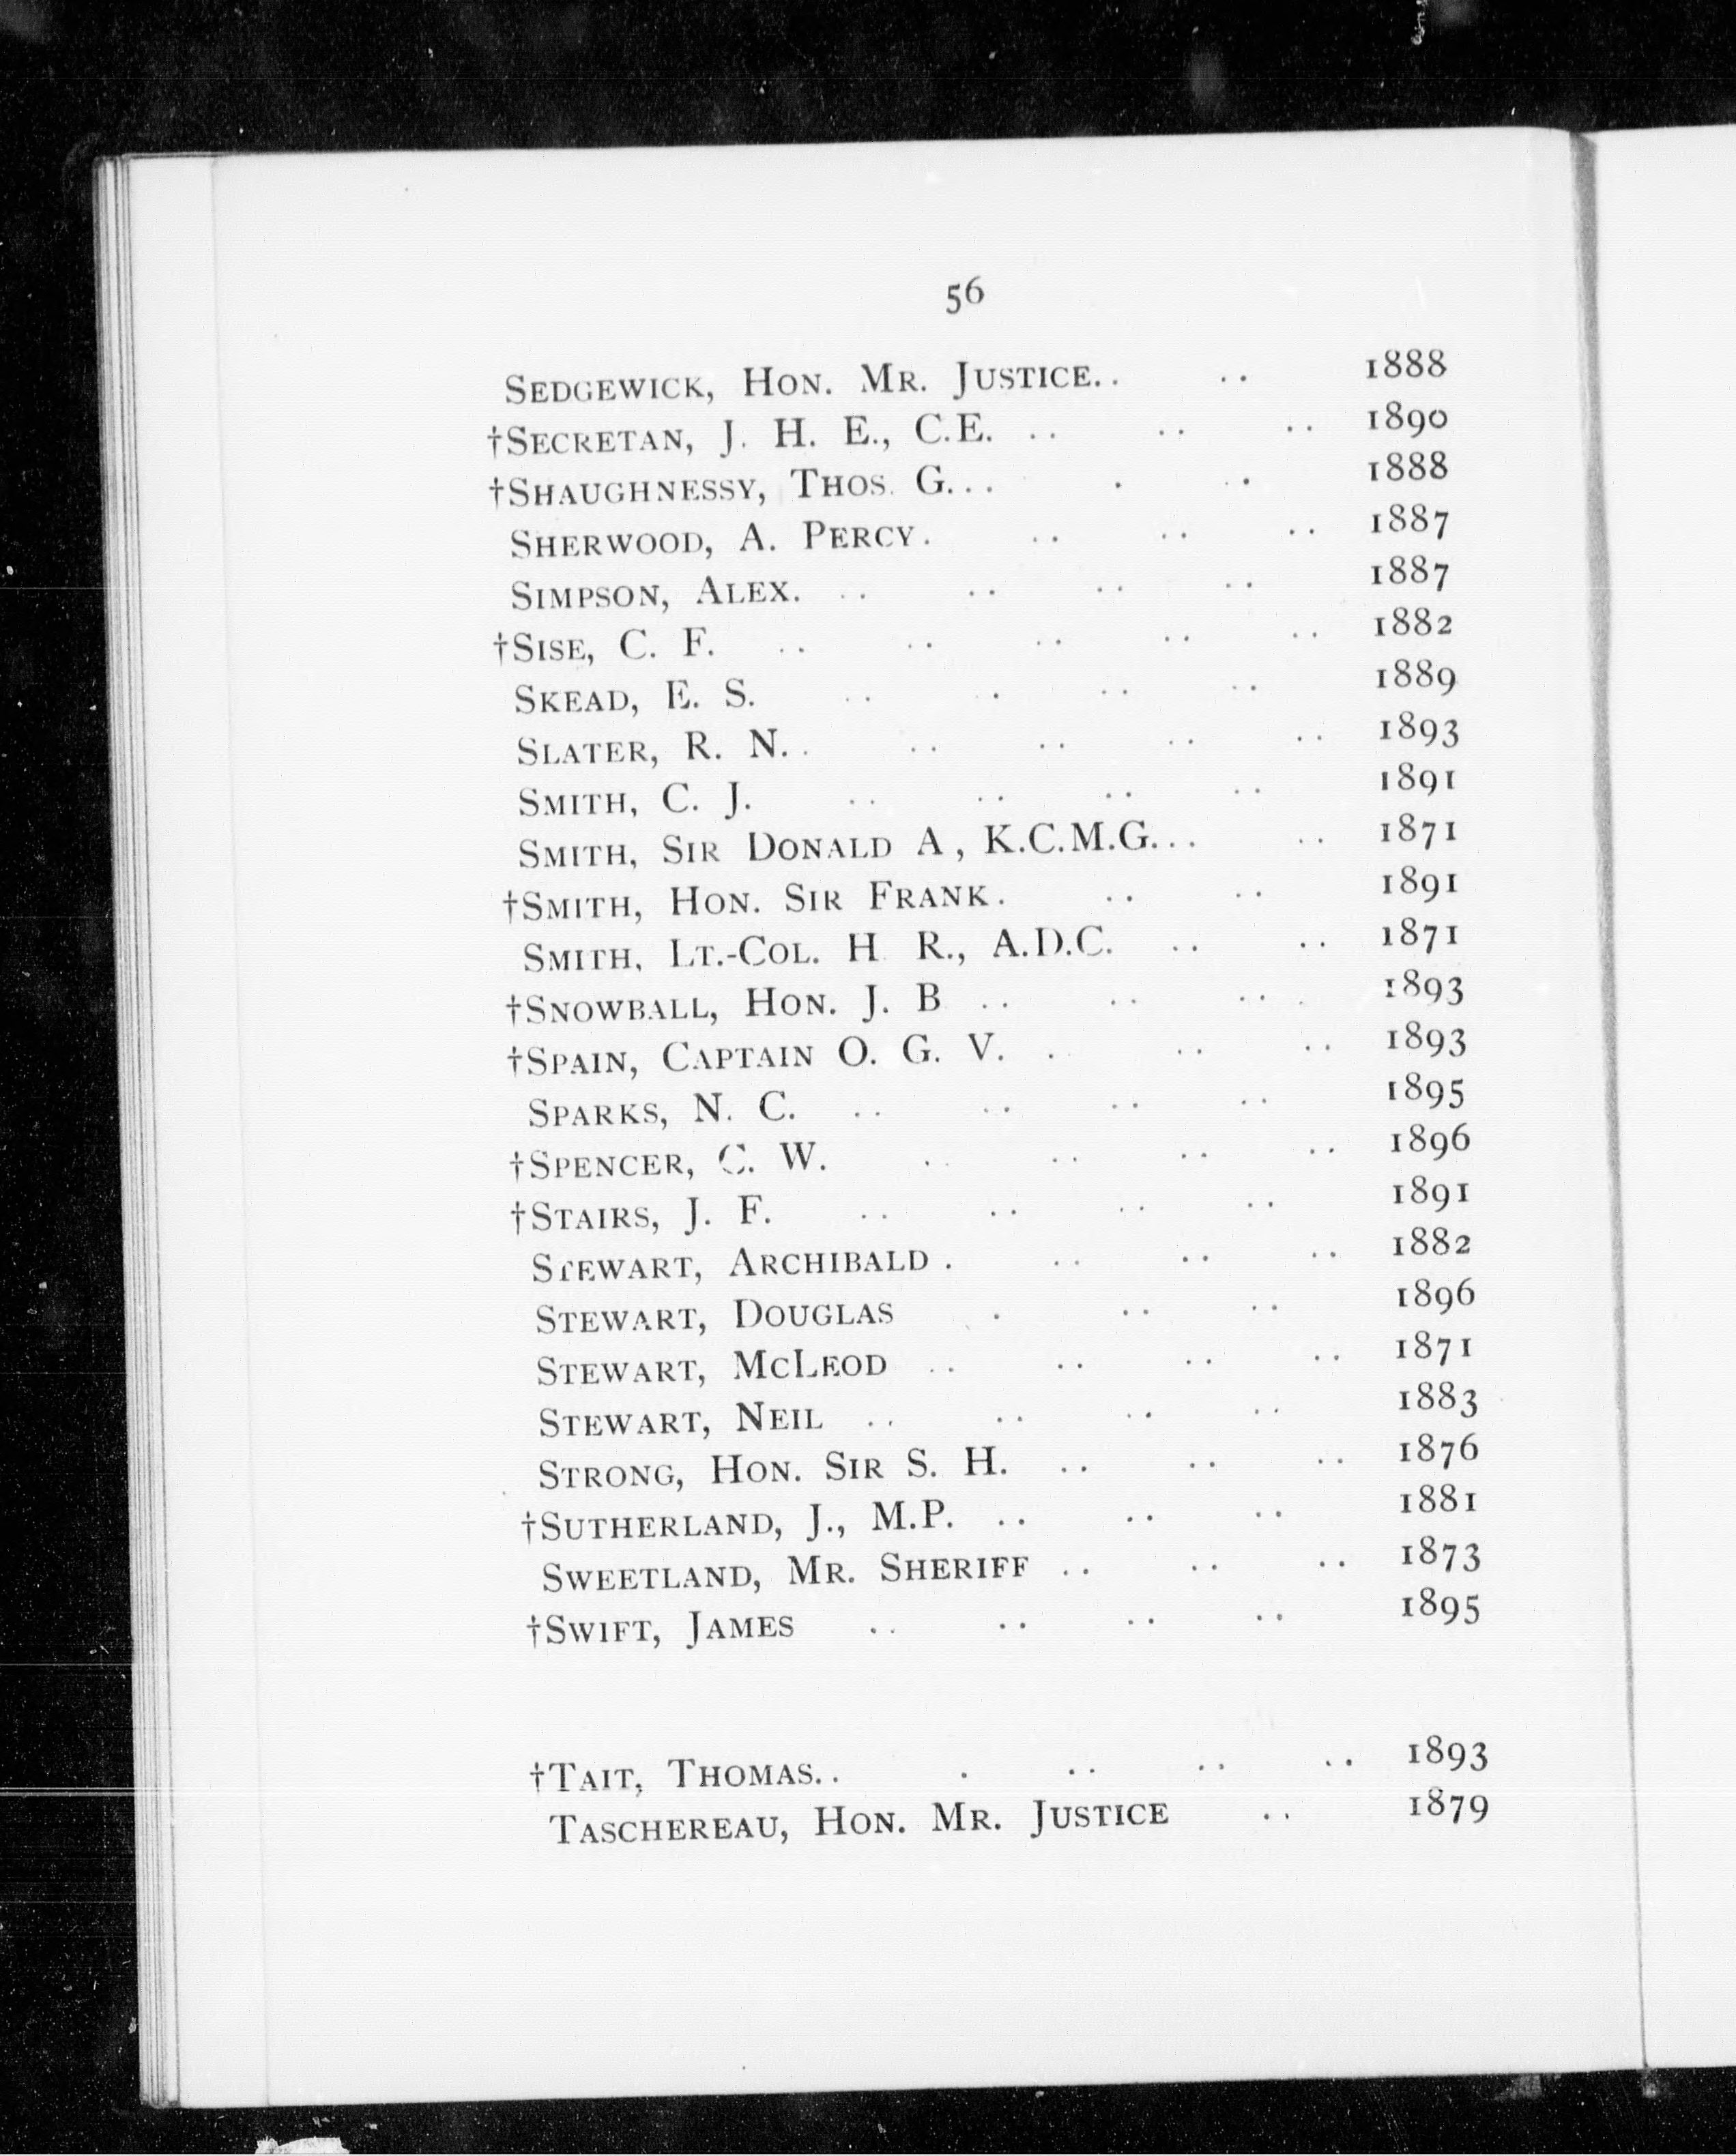 56
SEDGEWICK, HON. MR. JUSTICE.. .. 1888
†SECRETAN, J. H. E., C.E. .. .. .. 1890
†SHAUGHNESSY, THOS. G... . . 1888
SHERWOOD, A. PERCY. .. .. .. 1887
SIMPSON, ALEX. .. .. .. .. 1887
†SISE, C. F. .. .. .. .. .. 1882
SKEAD, E. S. .. . .. .. 1889
SLATER, R. N.. .. .. .. .. 1893
SMITH, C. J. .. .. .. .. 1891
SMITH, SIR DONALD A, K.C.M.G... .. 1871
†SMITH, HON. SIR FRANK. .. .. 1891
SMITH, LT.-COL. H R., A.D.C. .. .. 1871
†SNOWBALL, HON. J. B .. .. .. . 1893
†SPAIN, CAPTAIN O. G. V. . .. .. 1893
SPARKS, N. C. .. .. .. .. 1895
†SPENCER, C. W. .. .. .. .. 1896
†STAIRS, J. F. .. .. .. .. 1891
STEWART, ARCHIBALD . .. .. .. 1882
STEWART, DOUGLAS . .. .. 1896
STEWART, MCLEOD .. .. .. .. 1871
STEWART, NEIL .. .. .. .. 1883
STRONG, HON. SIR S. H. .. .. .. 1876
†SUTHERLAND, J., M.P. .. .. .. 1881
SWEETLAND, MR. SHERIFF .. .. .. 1873
†SWIFT, JAMES .. .. .. .. 1895
†TAIT, THOMAS.. . .. .. .. 1893
TASCHEREAU, HON. MR. JUSTICE .. 1879